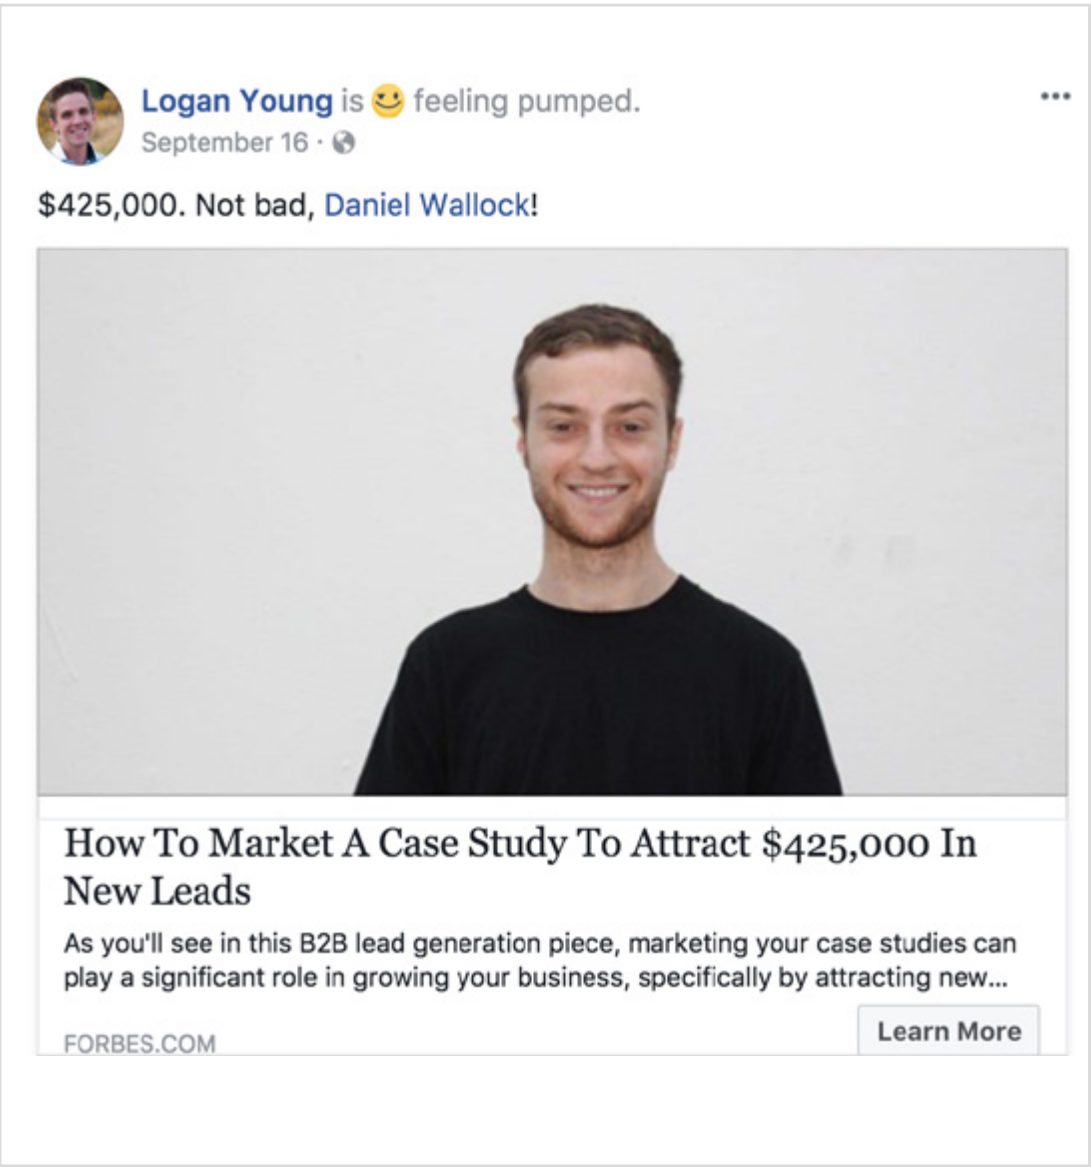 Logan Young is feeling pumped.
September 16 ·
$425,000. Not bad, Daniel Wallock!
How To Market A Case Study To Attract $425,000 In
New Leads
As you'll see in this B2B lead generation piece, marketing your case studies can
play a significant role in growing your business, specifically by attracting new...
FORBES.COM
Learn More